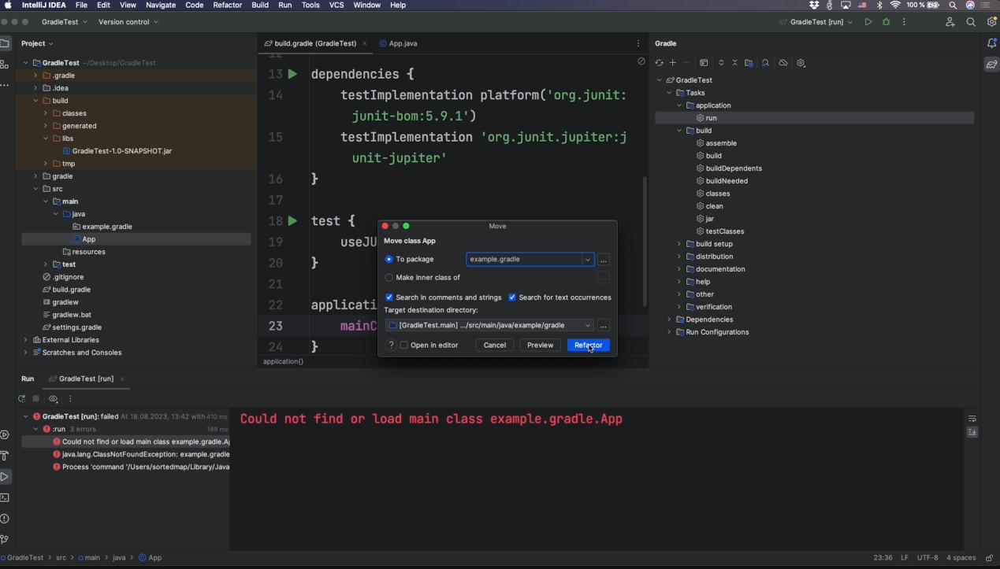 IntelliJ IDEA File Edit View Navigate Code Refactor Build Run Tools VCS Window Help 100 %
GradleTest Version control GradleTest [run]
Project
GradleTest ~/Desktop/GradleTest
.gradle
.idea
build
classes
generated
libs
GradleTest-1.0-SNAPSHOT.jar
tmp
gradle
src
main
java
example.gradle
App
resources
test
.gitignore
build.gradle
gradlew
gradlew.bat
settings.gradle
External Libraries
Scratches and Consoles
build.gradle (GradleTest) App.java
12
13 dependencies {
14 testImplementation platform('org.junit:
junit-bom:5.9.1')
15 testImplementation 'org.junit.jupiter:j
unit-jupiter'
16 }
17
18 test {
19 useJU
20 }
21
22 applicati
23 mainC
24 }
application{}
Move
Move class App
To package example.gradle ...
Make inner class of ...
Search in comments and strings Search for text occurrences
Target destination directory:
[GradleTest.main] .../src/main/java/example/gradle ...
? Open in editor Cancel Preview Refactor
Gradle
GradleTest
Tasks
application
run
build
assemble
build
buildDependents
buildNeeded
classes
clean
jar
testClasses
build setup
distribution
documentation
help
other
verification
Dependencies
Run Configurations
Run GradleTest [run]
GradleTest [run]: failed At 18.08.2023, 13:42 with 410 ms
:run 3 errors 169 ms
Could not find or load main class example.gradle.A
java.lang.ClassNotFoundException: example.gradle
Process 'command '/Users/sortedmap/Library/Java
Could not find or load main class example.gradle.App
GradleTest > src > main > java > App 23:36 LF UTF-8 4 spaces